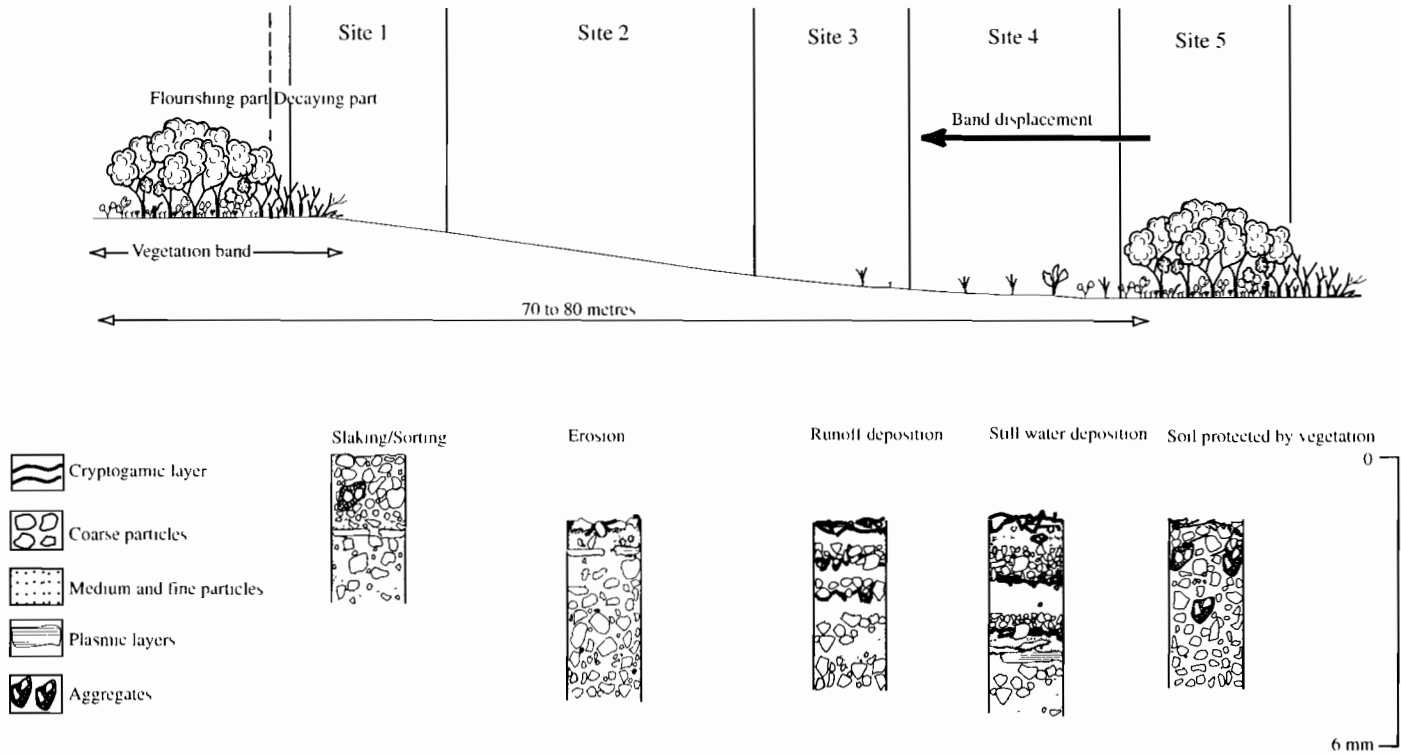 Site 1
Site 2
Site 3
Site 4
Site 5
Flourishing part
Decaying part
Band displacement
Vegetation band
70 to 80 metres
Slaking/Sorting
Erosion
Runoff deposition
Still water deposition
Soil protected by vegetation
Cryptogamic layer
Coarse particles
Medium and fine particles
Plasmic layers
Aggregates
0
6 mm